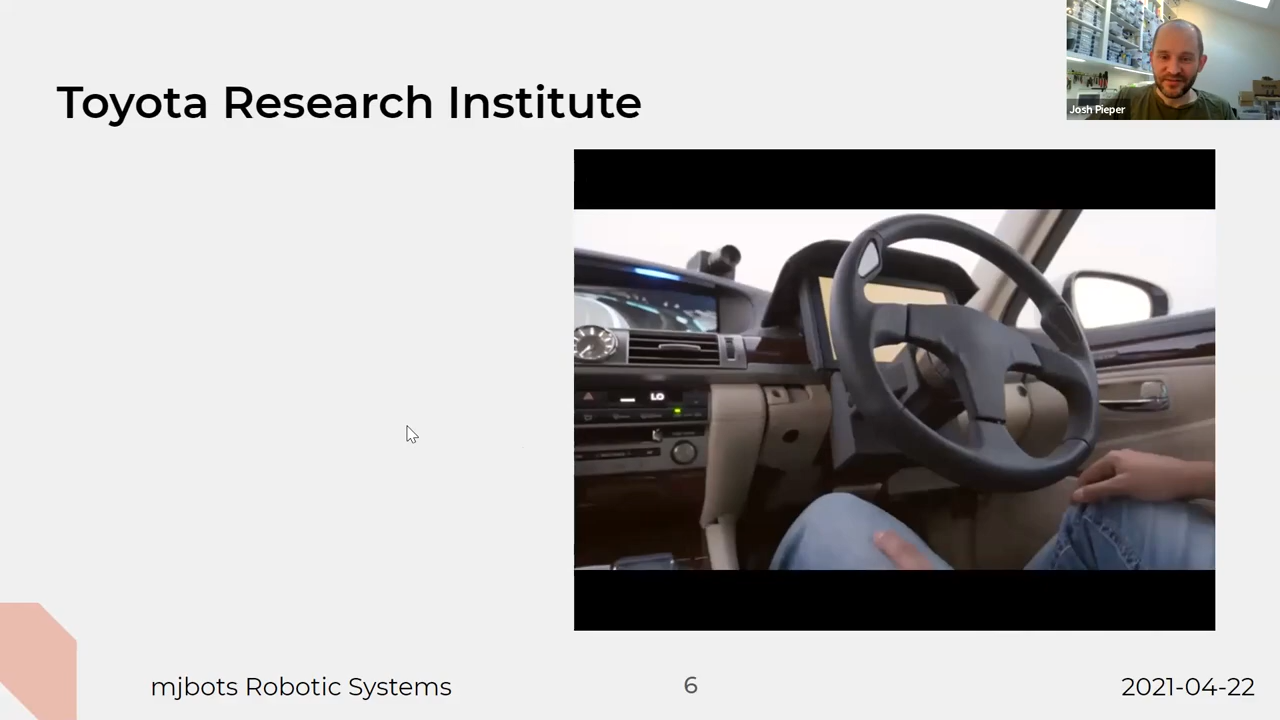 Toyota Research Institute
Josh Pieper
LO
mjbots Robotic Systems
6
2021-04-22